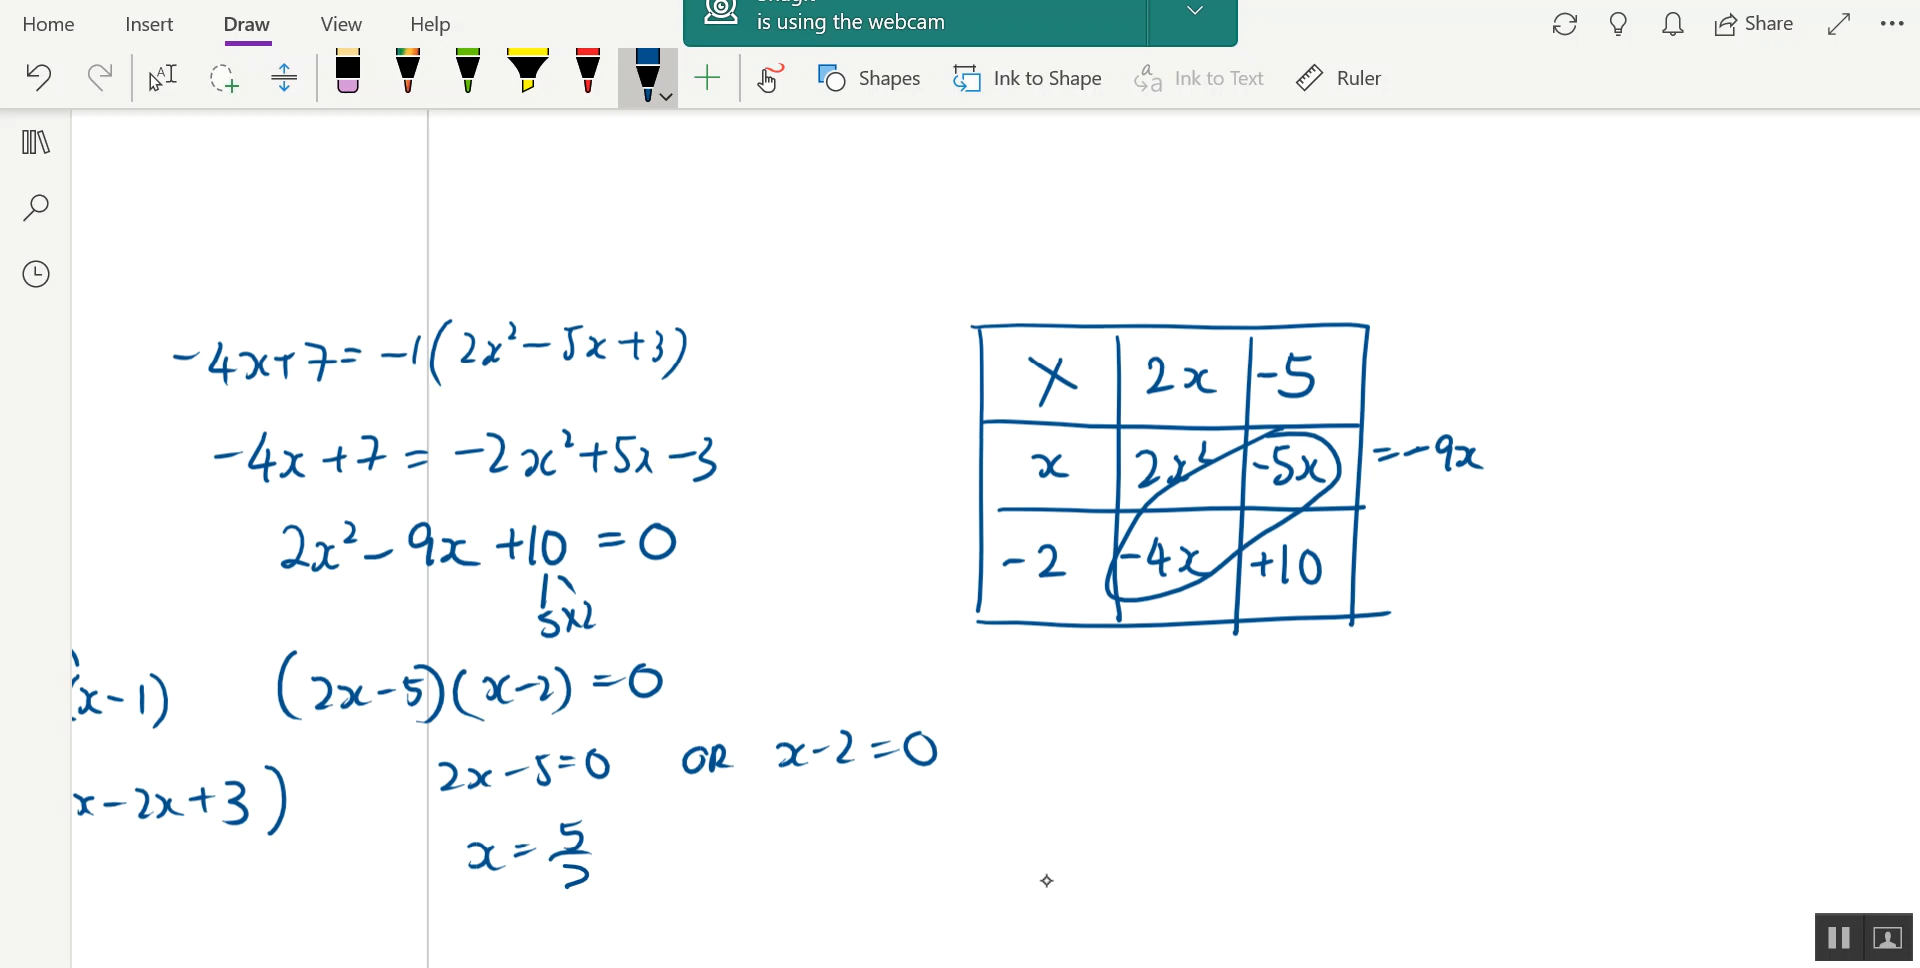 Home Insert Draw View Help
is using the webcam
Share
Shapes Ink to Shape Ink to Text Ruler
-4x+7=-1(2x²-5x+3)
-4x+7=-2x²+5x-3
2x²-9x+10=0
5x2
x-1) (2x-5)(x-2)=0
x-2x+3) 2x-5=0 OR x-2=0
x=5/2
X 2x -5
x 2x² -5x =-9x
-2 -4x +10